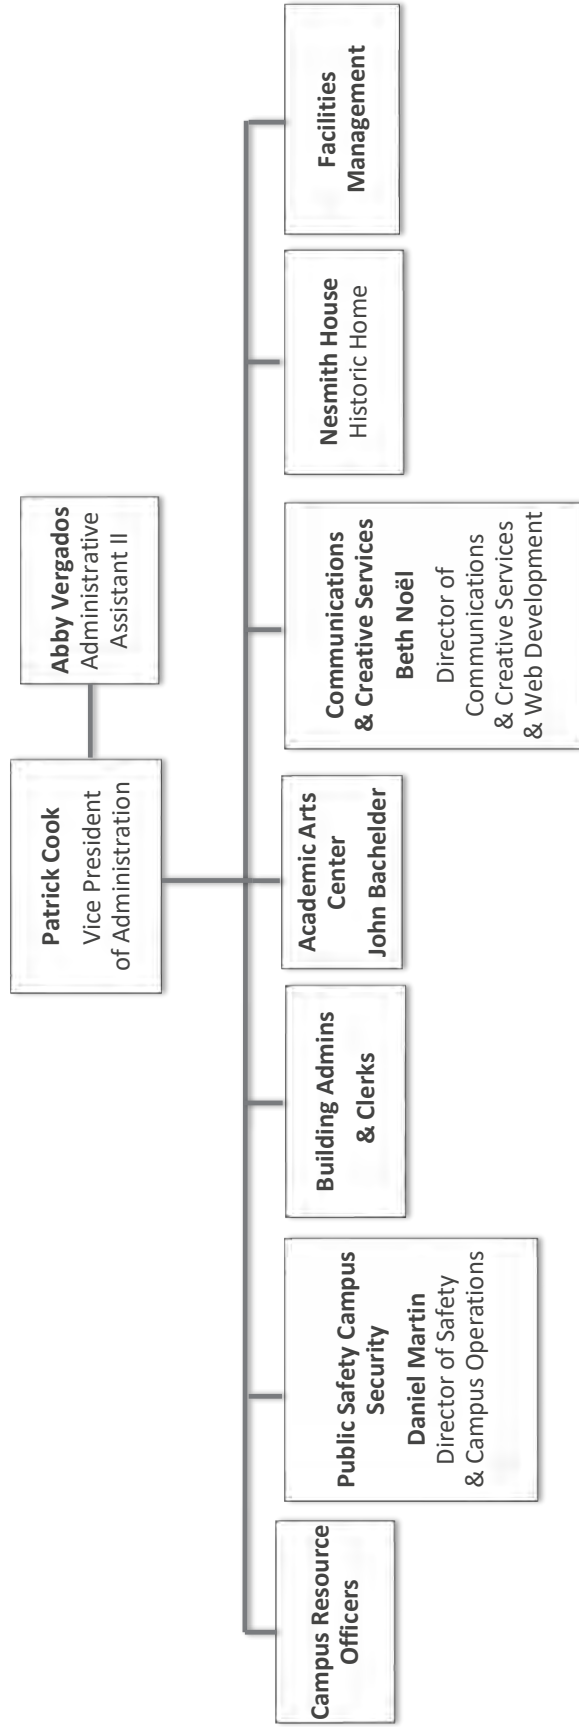 Patrick Cook
Vice President
of Administration
Abby Vergados
Administrative
Assistant II
Campus Resource
Officers
Public Safety Campus
Security
Daniel Martin
Director of Safety
& Campus Operations
Building Admins
& Clerks
Academic Arts
Center
John Bachelder
Communications
& Creative Services
Beth Noël
Director of
Communications
& Creative Services
& Web Development
Nesmith House
Historic Home
Facilities
Management